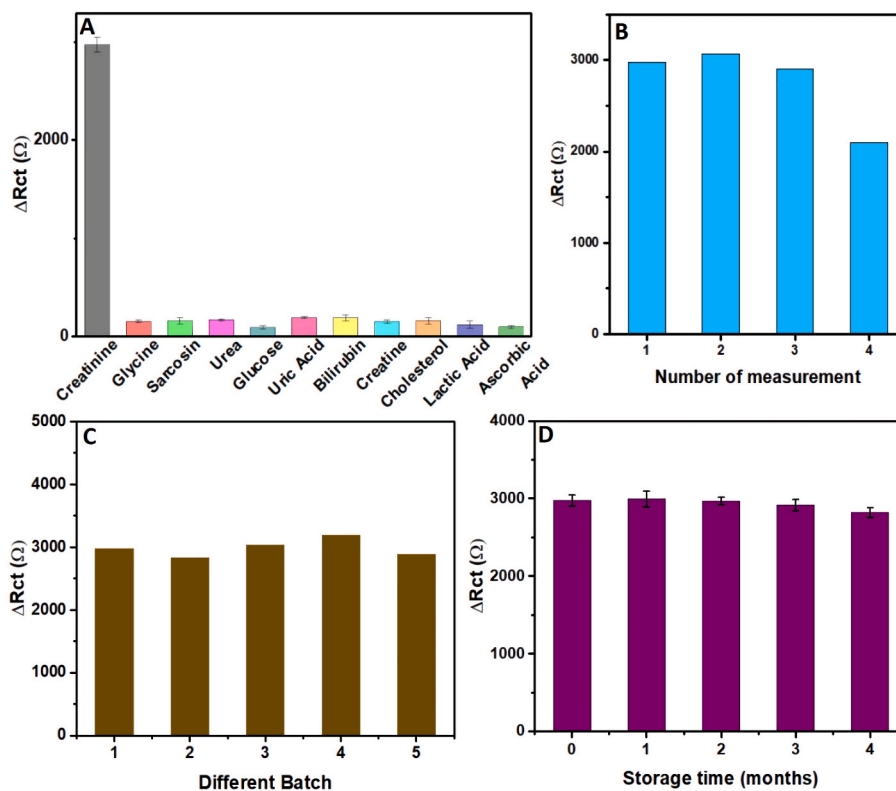 A
ΔRct (Ω)
2000
0
Creatinine
Glycine
Sarcosin
Urea
Glucose
Uric Acid
Bilirubin
Creatine
Cholesterol
Lactic Acid
Ascorbic
Acid
B
ΔRct (Ω)
3000
2000
1000
0
1 2 3 4
Number of measurement
C
ΔRct (Ω)
5000
4000
3000
2000
1000
0
1 2 3 4 5
Different Batch
D
ΔRct (Ω)
4000
3000
2000
1000
0
0 1 2 3 4
Storage time (months)